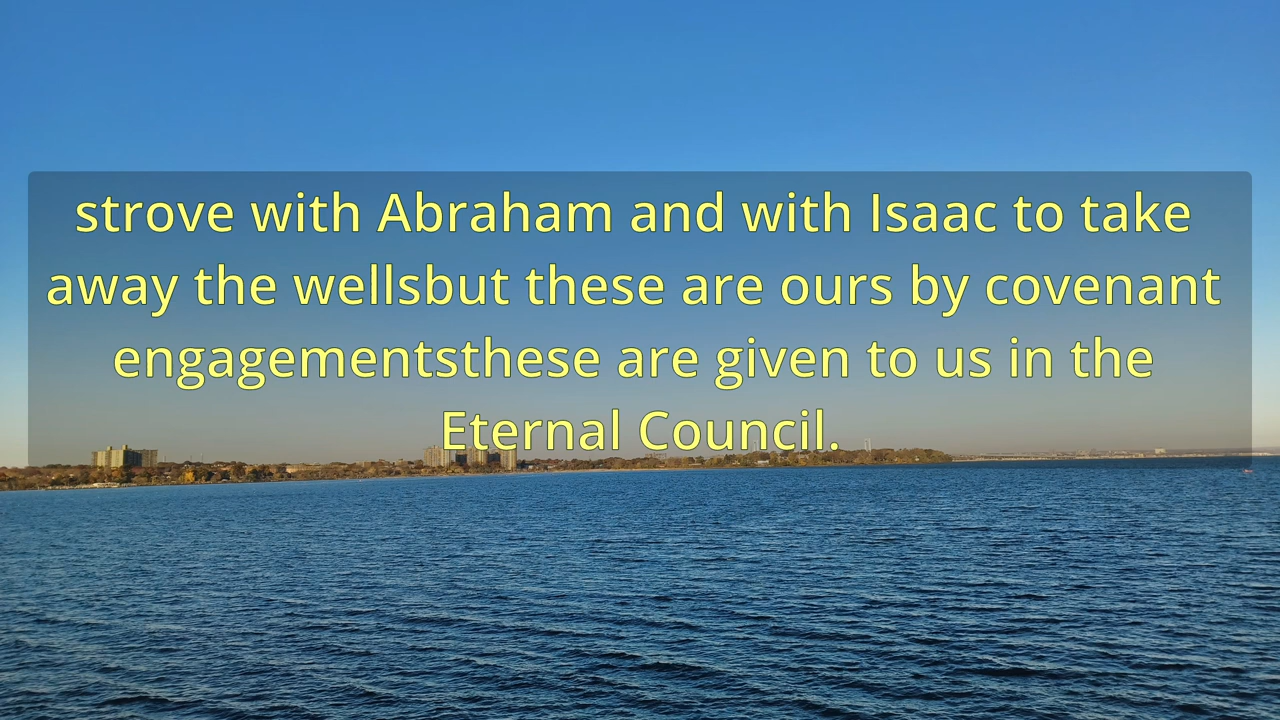 strove with Abraham and with Isaac to take
away the wellsbut these are ours by covenant
engagementsthese are given to us in the
Eternal Council.